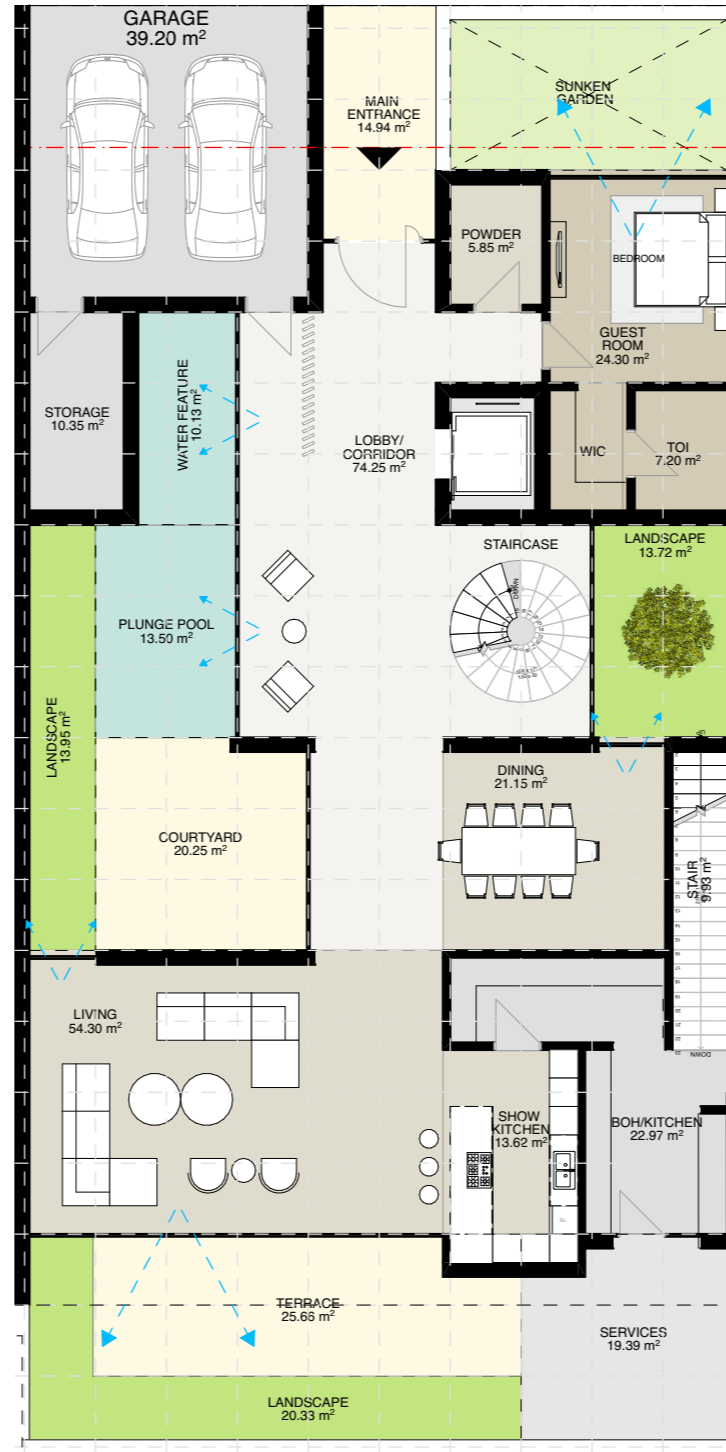 GARAGE
39.20 m²
MAIN
ENTRANCE
14.94 m²
SUNKEN
GARDEN
POWDER
5.85 m²
BEDROOM
GUEST
ROOM
24.30 m²
STORAGE
10.35 m²
WATER FEATURE
10.13 m²
LOBBY/
CORRIDOR
74.25 m²
WIC
TOI
7.20 m²
STAIRCASE
DOWN
LANDSCAPE
13.72 m²
PLUNGE POOL
13.50 m²
LANDSCAPE
13.95 m²
COURTYARD
20.25 m²
DINING
21.15 m²
STAIR
9.93 m²
DOWN
LIVING
54.30 m²
SHOW
KITCHEN
13.62 m²
BOH/KITCHEN
22.97 m²
TERRACE
25.66 m²
SERVICES
19.39 m²
LANDSCAPE
20.33 m²